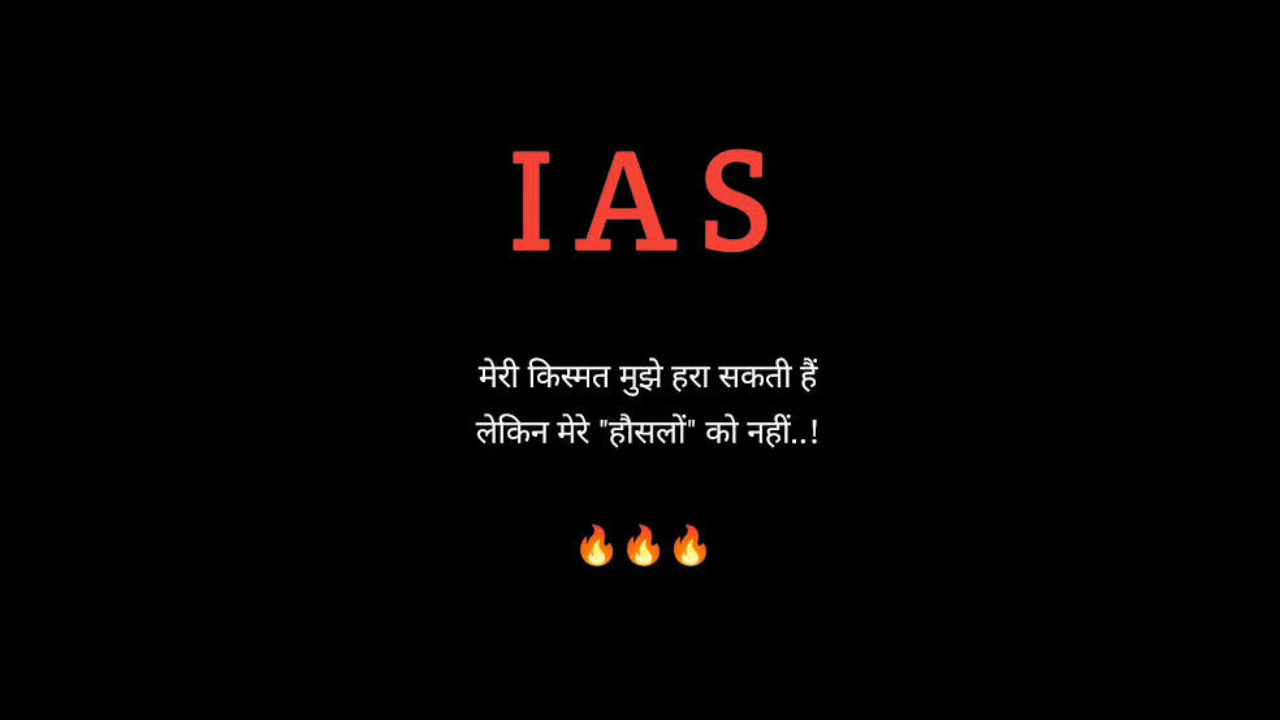 IAS
मेरी किस्मत मुझे हरा सकती हैं
लेकिन मेरे "हौसलों" को नहीं..!
🔥🔥🔥